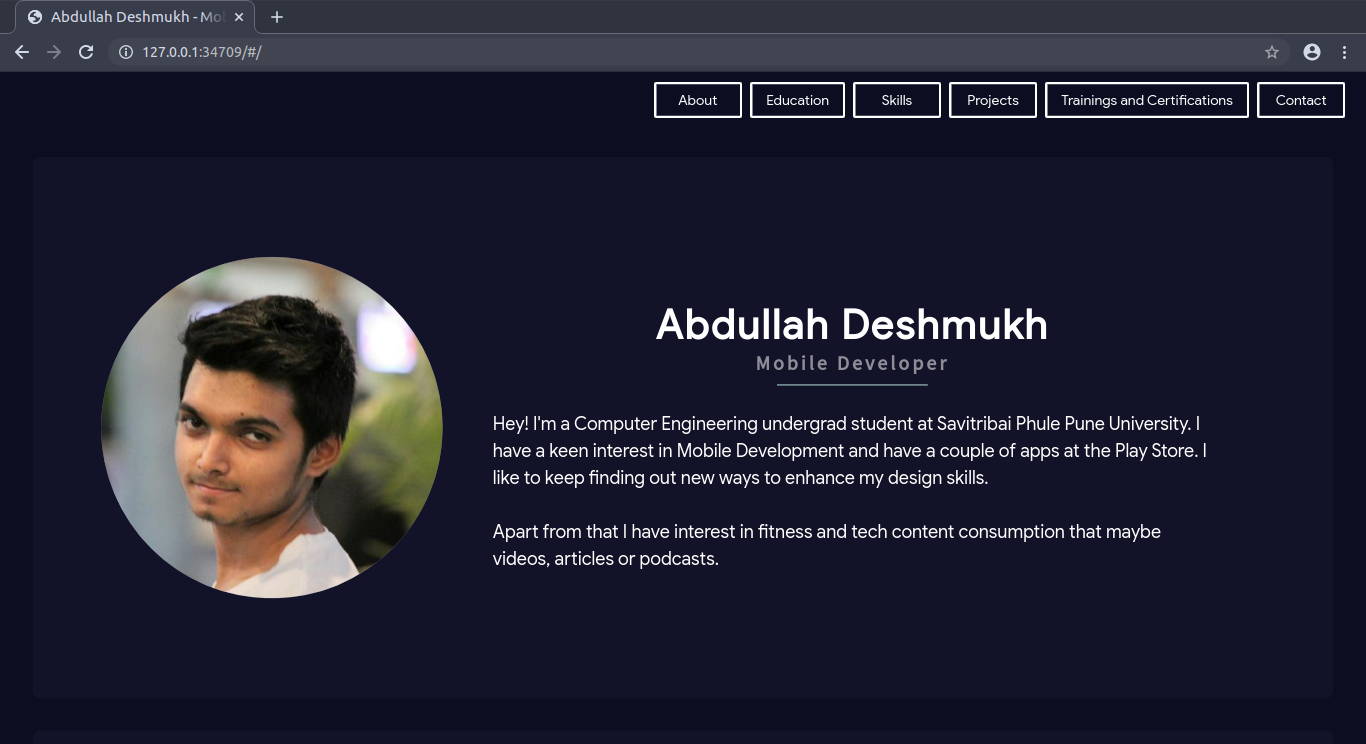 Abdullah Deshmukh - Mo
127.0.0.1:34709/#/
About
Education
Skills
Projects
Trainings and Certifications
Contact
Abdullah Deshmukh
Mobile Developer
Hey! I'm a Computer Engineering undergrad student at Savitribai Phule Pune University. I
have a keen interest in Mobile Development and have a couple of apps at the Play Store. I
like to keep finding out new ways to enhance my design skills.
Apart from that I have interest in fitness and tech content consumption that maybe
videos, articles or podcasts.